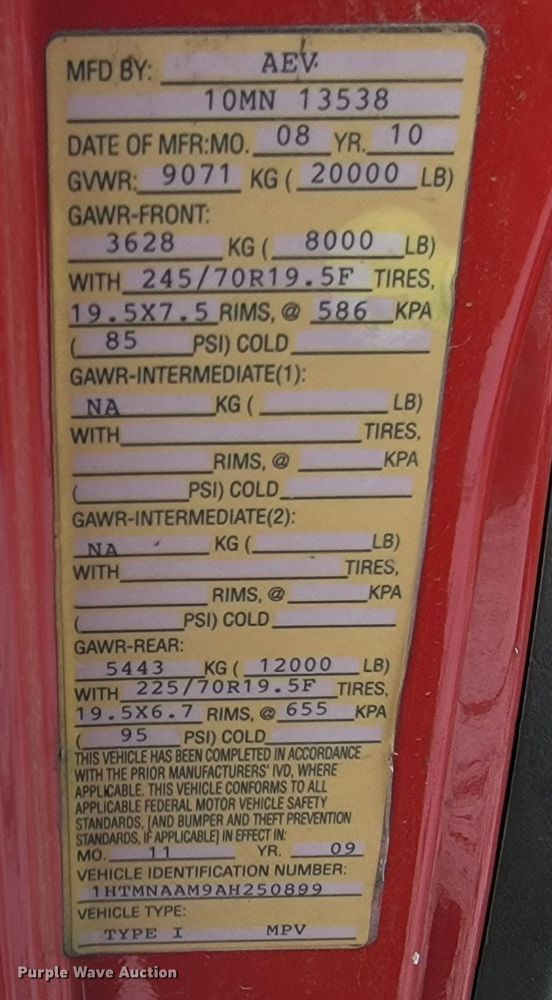 MFD BY: AEV
10MN 13538
DATE OF MFR:MO. 08 YR. 10
GVWR: 9071 KG ( 20000 LB)
GAWR-FRONT:
3628 KG ( 8000 LB)
WITH 245/70R19.5F TIRES,
19.5X7.5 RIMS, @ 586 KPA
( 85 PSI) COLD
GAWR-INTERMEDIATE(1):
NA KG ( LB)
WITH TIRES,
RIMS, @ KPA
( PSI) COLD
GAWR-INTERMEDIATE(2):
NA KG ( LB)
WITH TIRES,
RIMS, @ KPA
( PSI) COLD
GAWR-REAR:
5443 KG ( 12000 LB)
WITH 225/70R19.5F TIRES,
19.5X6.7 RIMS, @ 655 KPA
( 95 PSI) COLD
THIS VEHICLE HAS BEEN COMPLETED IN ACCORDANCE
WITH THE PRIOR MANUFACTURERS' IVD, WHERE
APPLICABLE. THIS VEHICLE CONFORMS TO ALL
APPLICABLE FEDERAL MOTOR VEHICLE SAFETY
STANDARDS, [AND BUMPER AND THEFT PREVENTION
STANDARDS, IF APPLICABLE] IN EFFECT IN:
MO. 11 YR. 09
VEHICLE IDENTIFICATION NUMBER:
1HTMNAAM9AH250899
VEHICLE TYPE:
TYPE I MPV
Purple Wave Auction